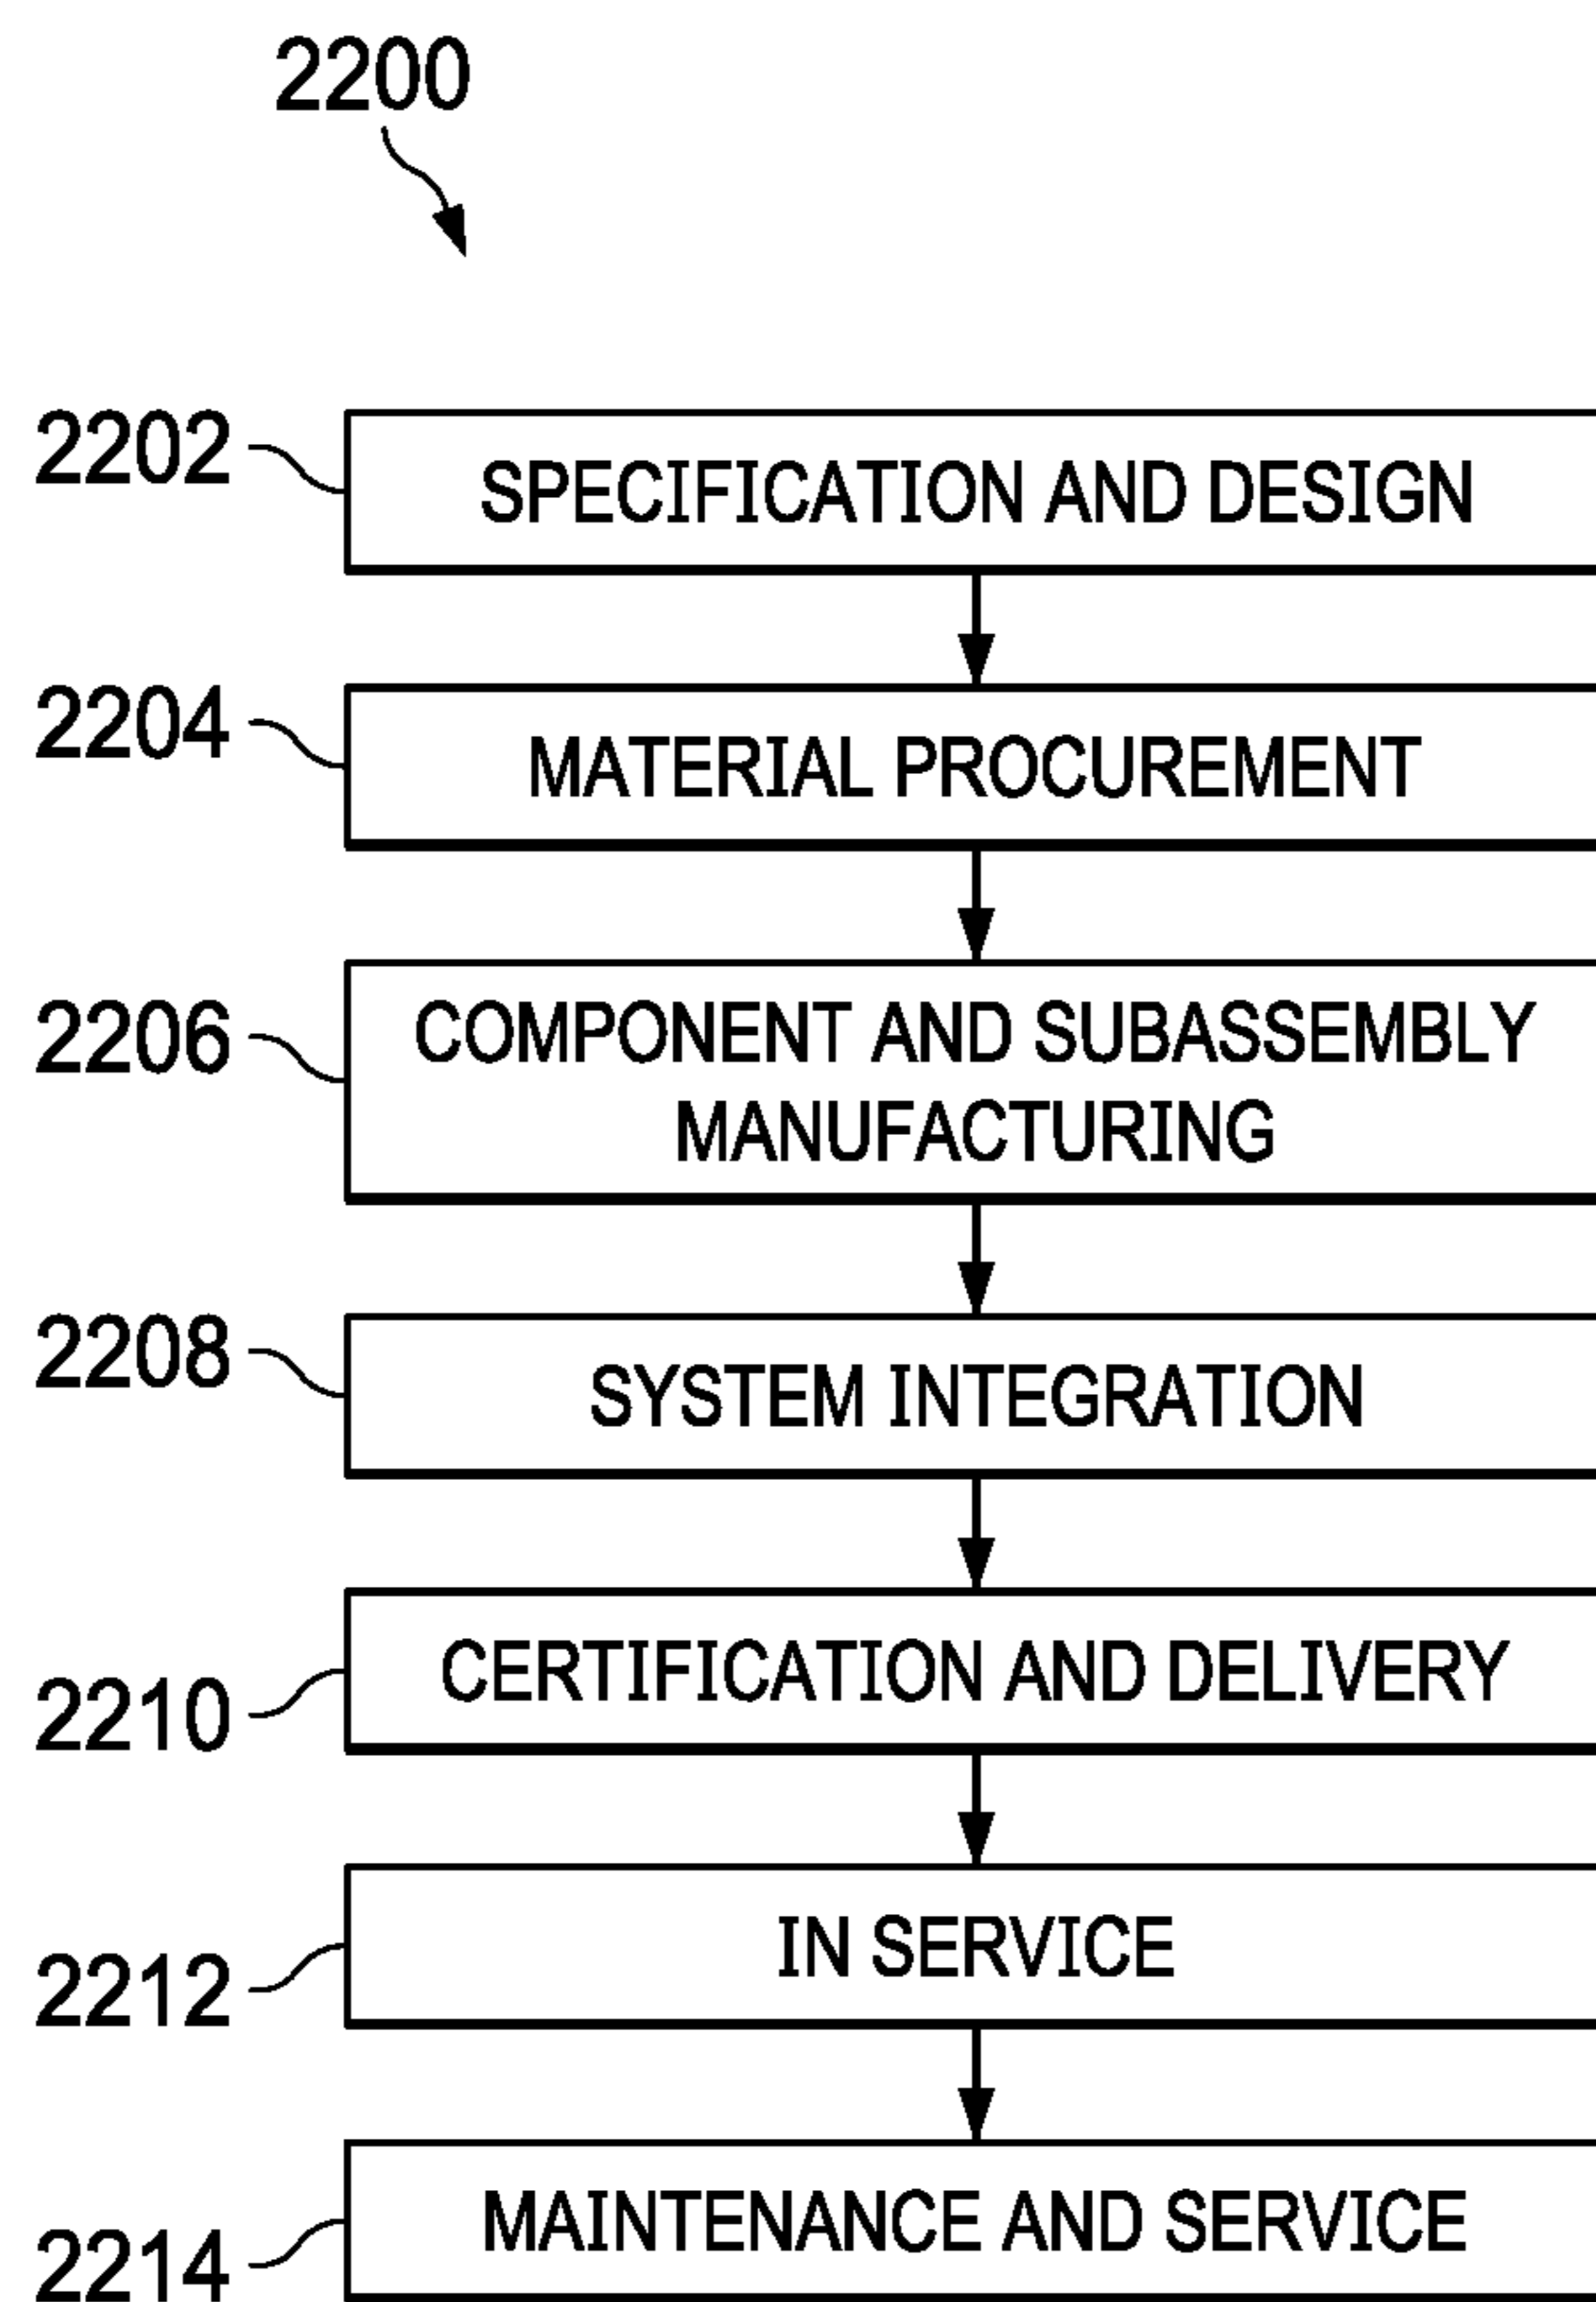 2200
2202
SPECIFICATION AND DESIGN
2204
MATERIAL PROCUREMENT
2206
COMPONENT AND SUBASSEMBLY
MANUFACTURING
2208
SYSTEM INTEGRATION
2210
CERTIFICATION AND DELIVERY
2212
IN SERVICE
2214
MAINTENANCE AND SERVICE